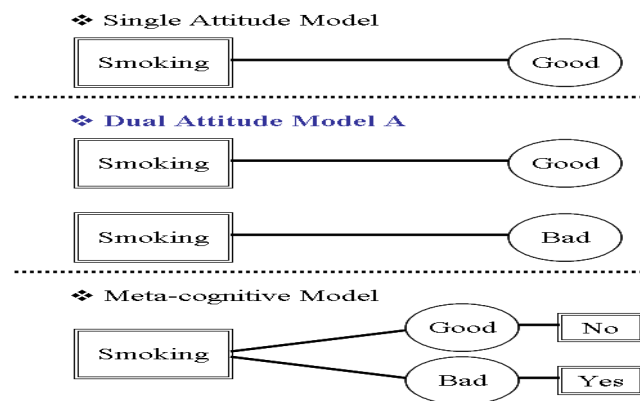 ❖ Single Attitude Model
Smoking Good
❖ Dual Attitude Model A
Smoking Good
Smoking Bad
❖ Meta-cognitive Model
Good No
Smoking
Bad Yes